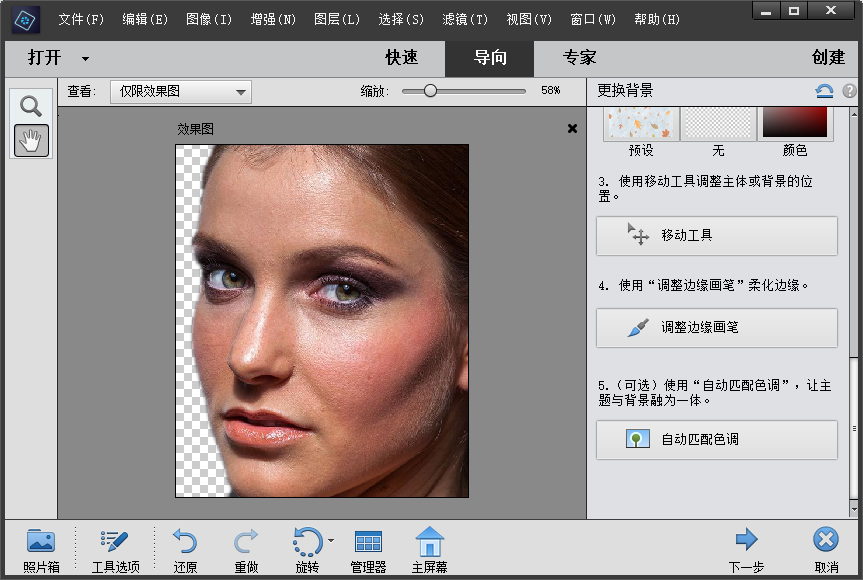 文件(F) 编辑(E) 图像(I) 增强(N) 图层(L) 选择(S) 滤镜(T) 视图(V) 窗口(W) 帮助(H)
打开 快速 导向 专家 创建
查看: 仅限效果图 缩放: 58% 更换背景
效果图
预设 无 颜色
3. 使用移动工具调整主体或背景的位
置。
移动工具
4. 使用“调整边缘画笔”柔化边缘。
调整边缘画笔
5.（可选）使用“自动匹配色调”，让主
题与背景融为一体。
自动匹配色调
照片箱 工具选项 还原 重做 旋转 管理器 主屏幕 下一步 取消